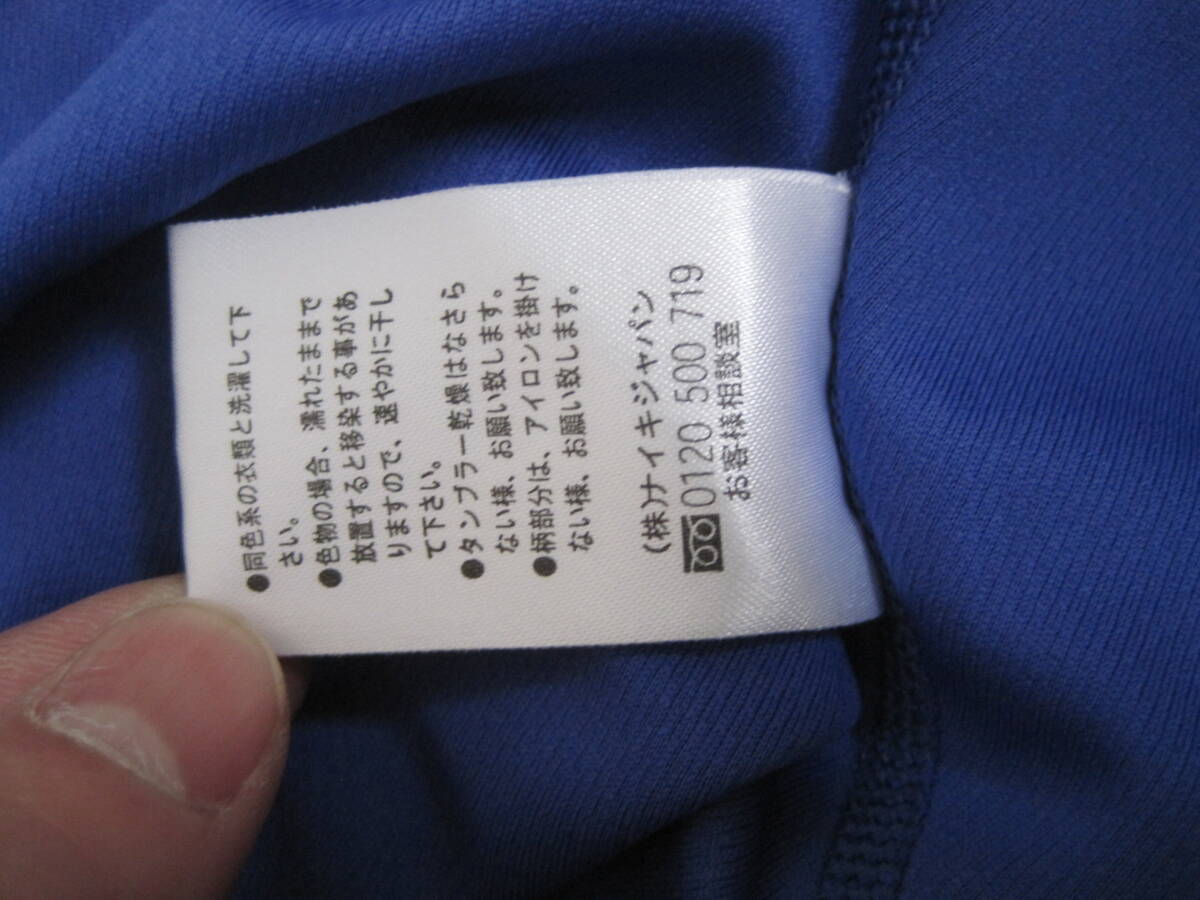 ●同色系の衣類と洗濯して下
さい。
●色物の場合、濡れたままで
放置すると移染する事があ
りますので、速やかに干し
て下さい。
●タンブラー乾燥はなさら
ない様、お願い致します。
●柄部分は、アイロンを掛け
ない様、お願い致します。
(株)ナイキジャパン
0120 500 719
お客様相談室